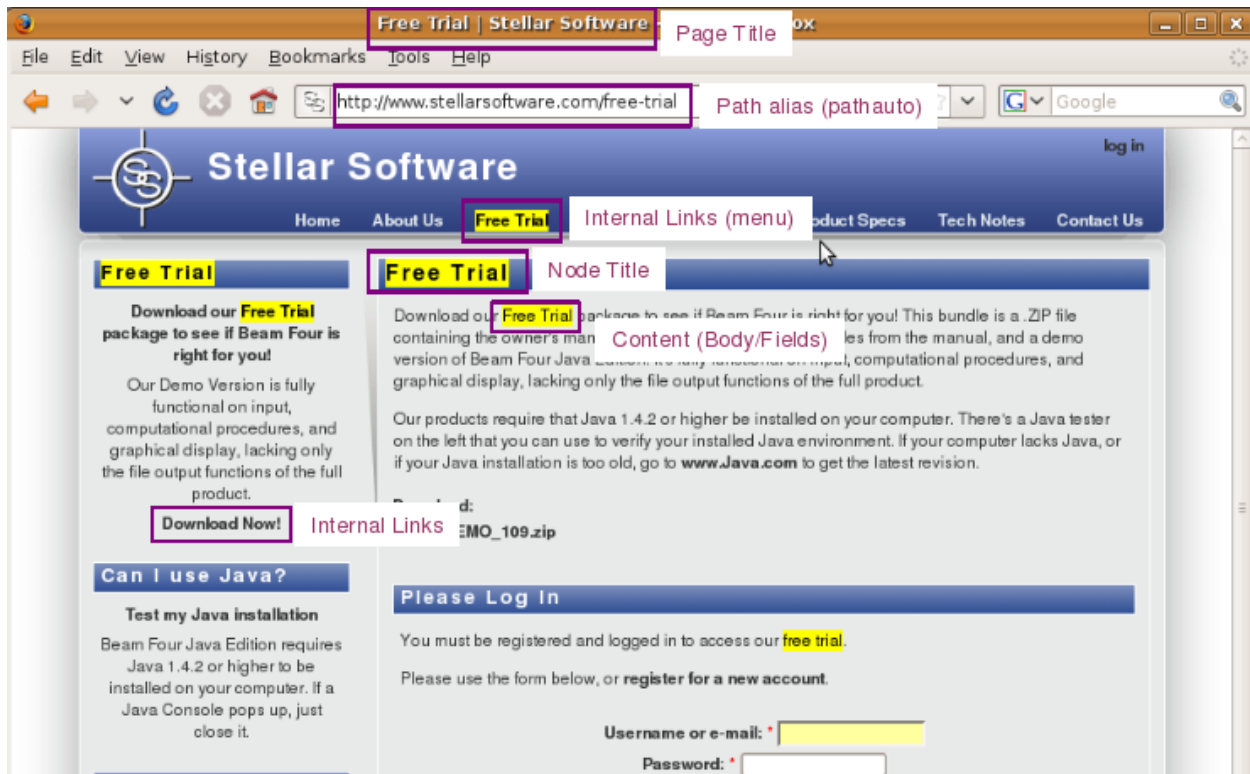 Free Trial | Stellar Software - ox
Page Title
File Edit View History Bookmarks Tools Help
http://www.stellarsoftware.com/free-trial
Path alias (pathauto)
G Google
log in
SS Stellar Software
Home About Us Free Trial Internal Links (menu) oduct Specs Tech Notes Contact Us
Free Trial
Download our Free Trial
package to see if Beam Four is
right for you!
Our Demo Version is fully
functional on input,
computational procedures, and
graphical display, lacking only
the file output functions of the full
product.
Download Now!
Internal Links
Can I use Java?
Test my Java installation
Beam Four Java Edition requires
Java 1.4.2 or higher to be
installed on your computer. If a
Java Console pops up, just
close it.
Free Trial
Node Title
Download our Free Trial package to see if Beam Four is right for you! This bundle is a .ZIP file
containing the owner's man les from the manual, and a demo
Content (Body/Fields)
version of Beam Four Java Edition. It's fully functional on input, computational procedures, and
graphical display, lacking only the file output functions of the full product.
Our products require that Java 1.4.2 or higher be installed on your computer. There's a Java tester
on the left that you can use to verify your installed Java environment. If your computer lacks Java, or
if your Java installation is too old, go to www.Java.com to get the latest revision.
d:
EMO_109.zip
Please Log In
You must be registered and logged in to access our free trial.
Please use the form below, or register for a new account.
Username or e-mail: *
Password: *